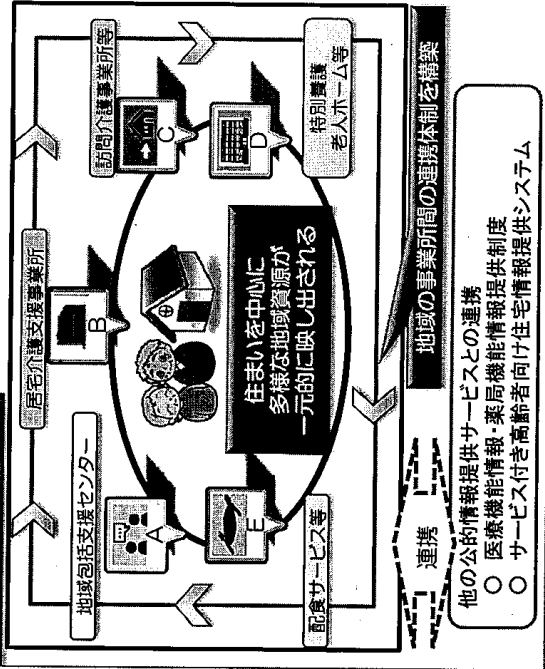 居宅介護支援事業所
地域包括支援センター
訪問介護事業所等
A
B
C
D
E
特別養護
老人ホーム等
配食サービス等
住まいを中心に
多様な地域資源が
一元的に映し出される
地域の事業所間の連携体制を構築
連携
他の公的情報提供サービスとの連携
○ 医療機能情報・薬局機能情報提供制度
○ サービス付き高齢者向け住宅情報提供システム